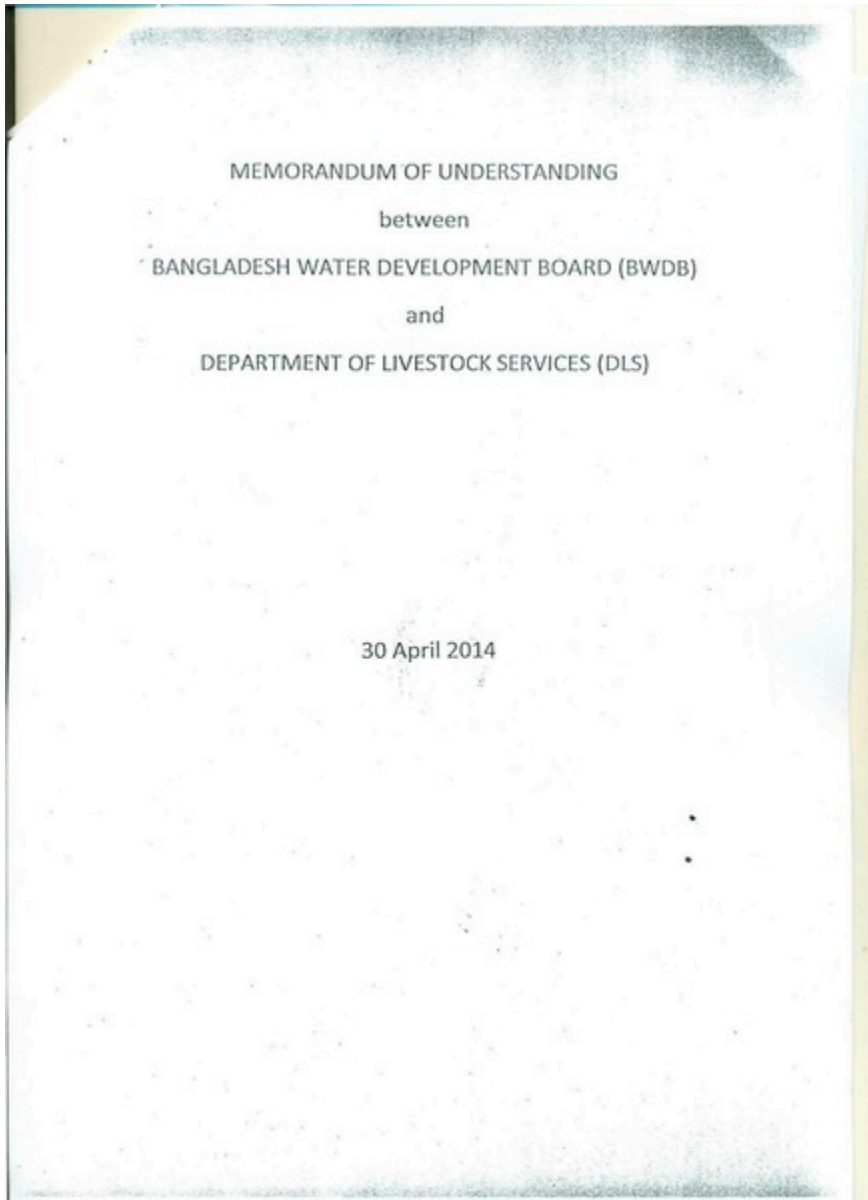 MEMORANDUM OF UNDERSTANDING
between
BANGLADESH WATER DEVELOPMENT BOARD (BWDB)
and
DEPARTMENT OF LIVESTOCK SERVICES (DLS)
30 April 2014